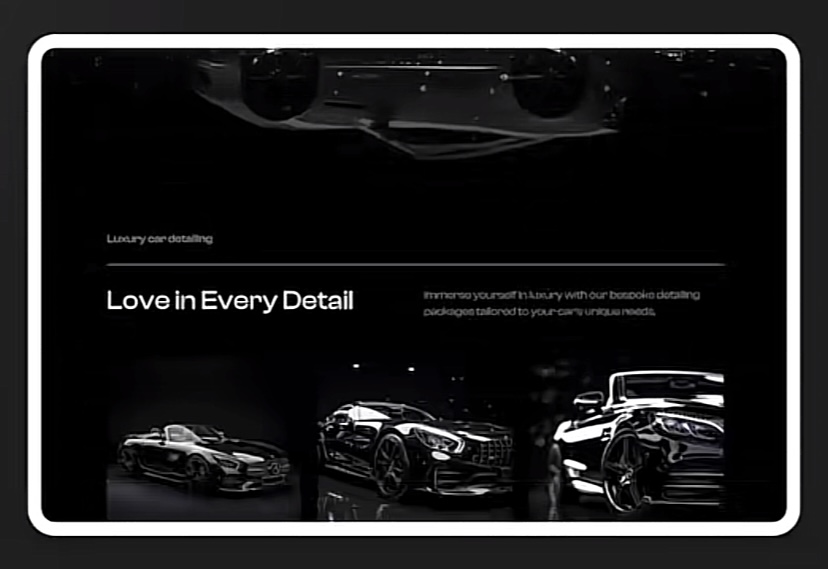 Luxury car detailing
Love in Every Detail
Immerse yourself in luxury with our bespoke detailing
packages tailored to your car's unique needs.